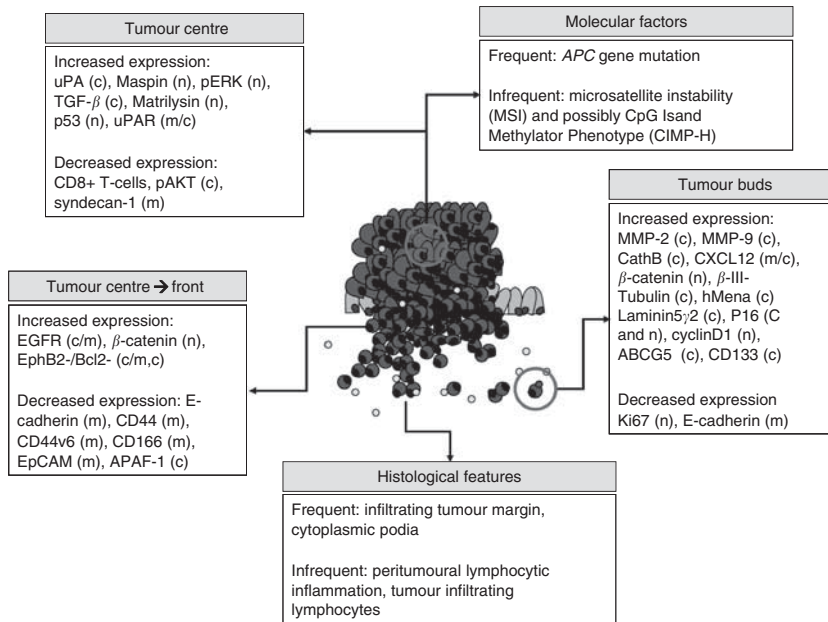 Tumour centre
Increased expression:
uPA (c), Maspin (n), pERK (n),
TGF-β (c), Matrilysin (n),
p53 (n), uPAR (m/c)
Decreased expression:
CD8+ T-cells, pAKT (c),
syndecan-1 (m)
Molecular factors
Frequent: APC gene mutation
Infrequent: microsatellite instability
(MSI) and possibly CpG Isand
Methylator Phenotype (CIMP-H)
Tumour buds
Increased expression:
MMP-2 (c), MMP-9 (c),
CathB (c), CXCL12 (m/c),
β-catenin (n), β-III-
Tubulin (c), hMena (c)
Laminin5γ2 (c), P16 (C
and n), cyclinD1 (n),
ABCG5 (c), CD133 (c)
Decreased expression
Ki67 (n), E-cadherin (m)
Tumour centre ➔ front
Increased expression:
EGFR (c/m), β-catenin (n),
EphB2-/Bcl2- (c/m,c)
Decreased expression: E-
cadherin (m), CD44 (m),
CD44v6 (m), CD166 (m),
EpCAM (m), APAF-1 (c)
Histological features
Frequent: infiltrating tumour margin,
cytoplasmic podia
Infrequent: peritumoural lymphocytic
inflammation, tumour infiltrating
lymphocytes